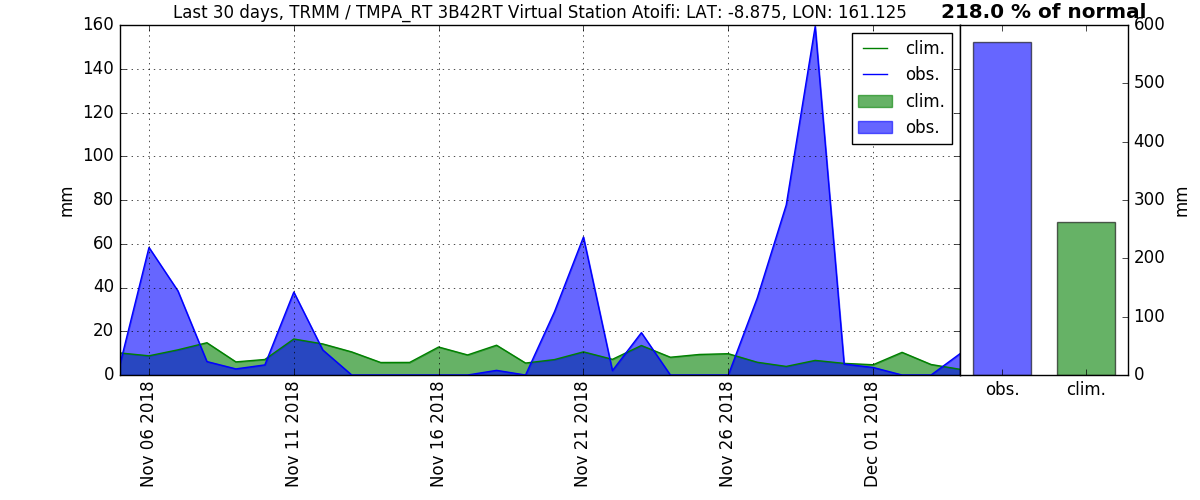 Last 30 days, TRMM / TMPA_RT 3B42RT Virtual Station Atoifi: LAT: -8.875, LON: 161.125
218.0 % of normal
160
140
120
100
80
60
40
20
0
mm
clim.
obs.
clim.
obs.
Nov 06 2018
Nov 11 2018
Nov 16 2018
Nov 21 2018
Nov 26 2018
Dec 01 2018
600
500
400
300
200
100
0
mm
obs.
clim.